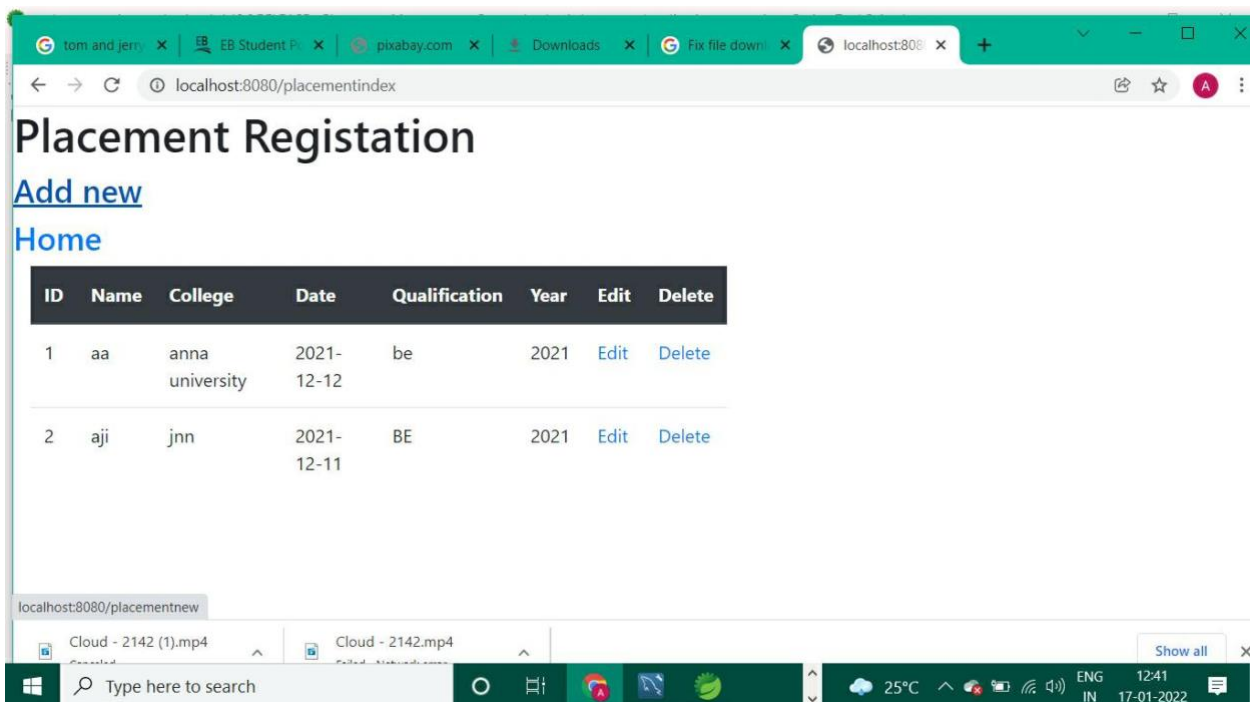 tom and jerry
EB Student Po
pixabay.com
Downloads
Fix file downl
localhost:808
localhost:8080/placementindex
A
Placement Registation
Add new
Home
ID Name College Date Qualification Year Edit Delete
1 aa anna 2021- be 2021 Edit Delete
university 12-12
2 aji jnn 2021- BE 2021 Edit Delete
12-11
localhost:8080/placementnew
Cloud - 2142 (1).mp4
Cloud - 2142.mp4
Show all
Type here to search
25°C
ENG 12:41
IN 17-01-2022